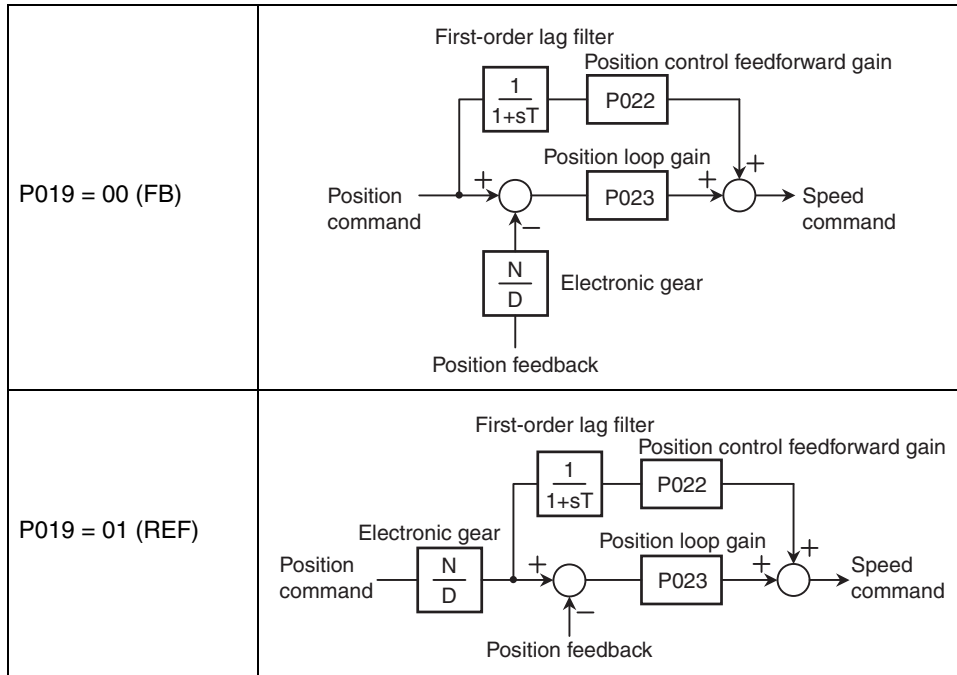 P019 = 00 (FB)
First-order lag filter
Position control feedforward gain
1
1+sT
P022
+
Position loop gain
Position
command
+
P023
+
Speed
command
−
N
D
Electronic gear
Position feedback
P019 = 01 (REF)
First-order lag filter
Position control feedforward gain
1
1+sT
P022
Electronic gear
Position loop gain
+
Position
command
N
D
+
P023
+
Speed
command
−
Position feedback